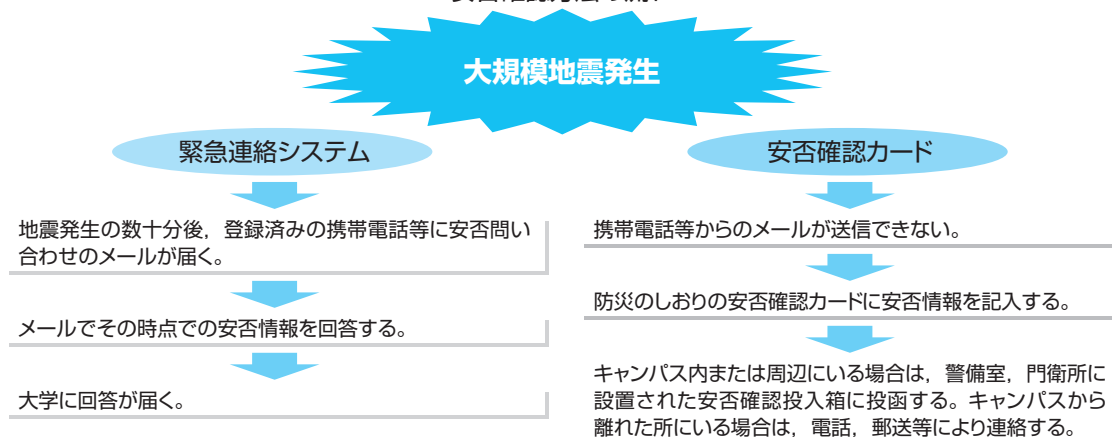 大規模地震発生
緊急連絡システム
地震発生の数十分後，登録済みの携帯電話等に安否問い
合わせのメールが届く。
メールでその時点での安否情報を回答する。
大学に回答が届く。
安否確認カード
携帯電話等からのメールが送信できない。
防災のしおりの安否確認カードに安否情報を記入する。
キャンパス内または周辺にいる場合は，警備室，門衛所に
設置された安否確認投入箱に投函する。キャンパスから
離れた所にいる場合は，電話，郵送等により連絡する。